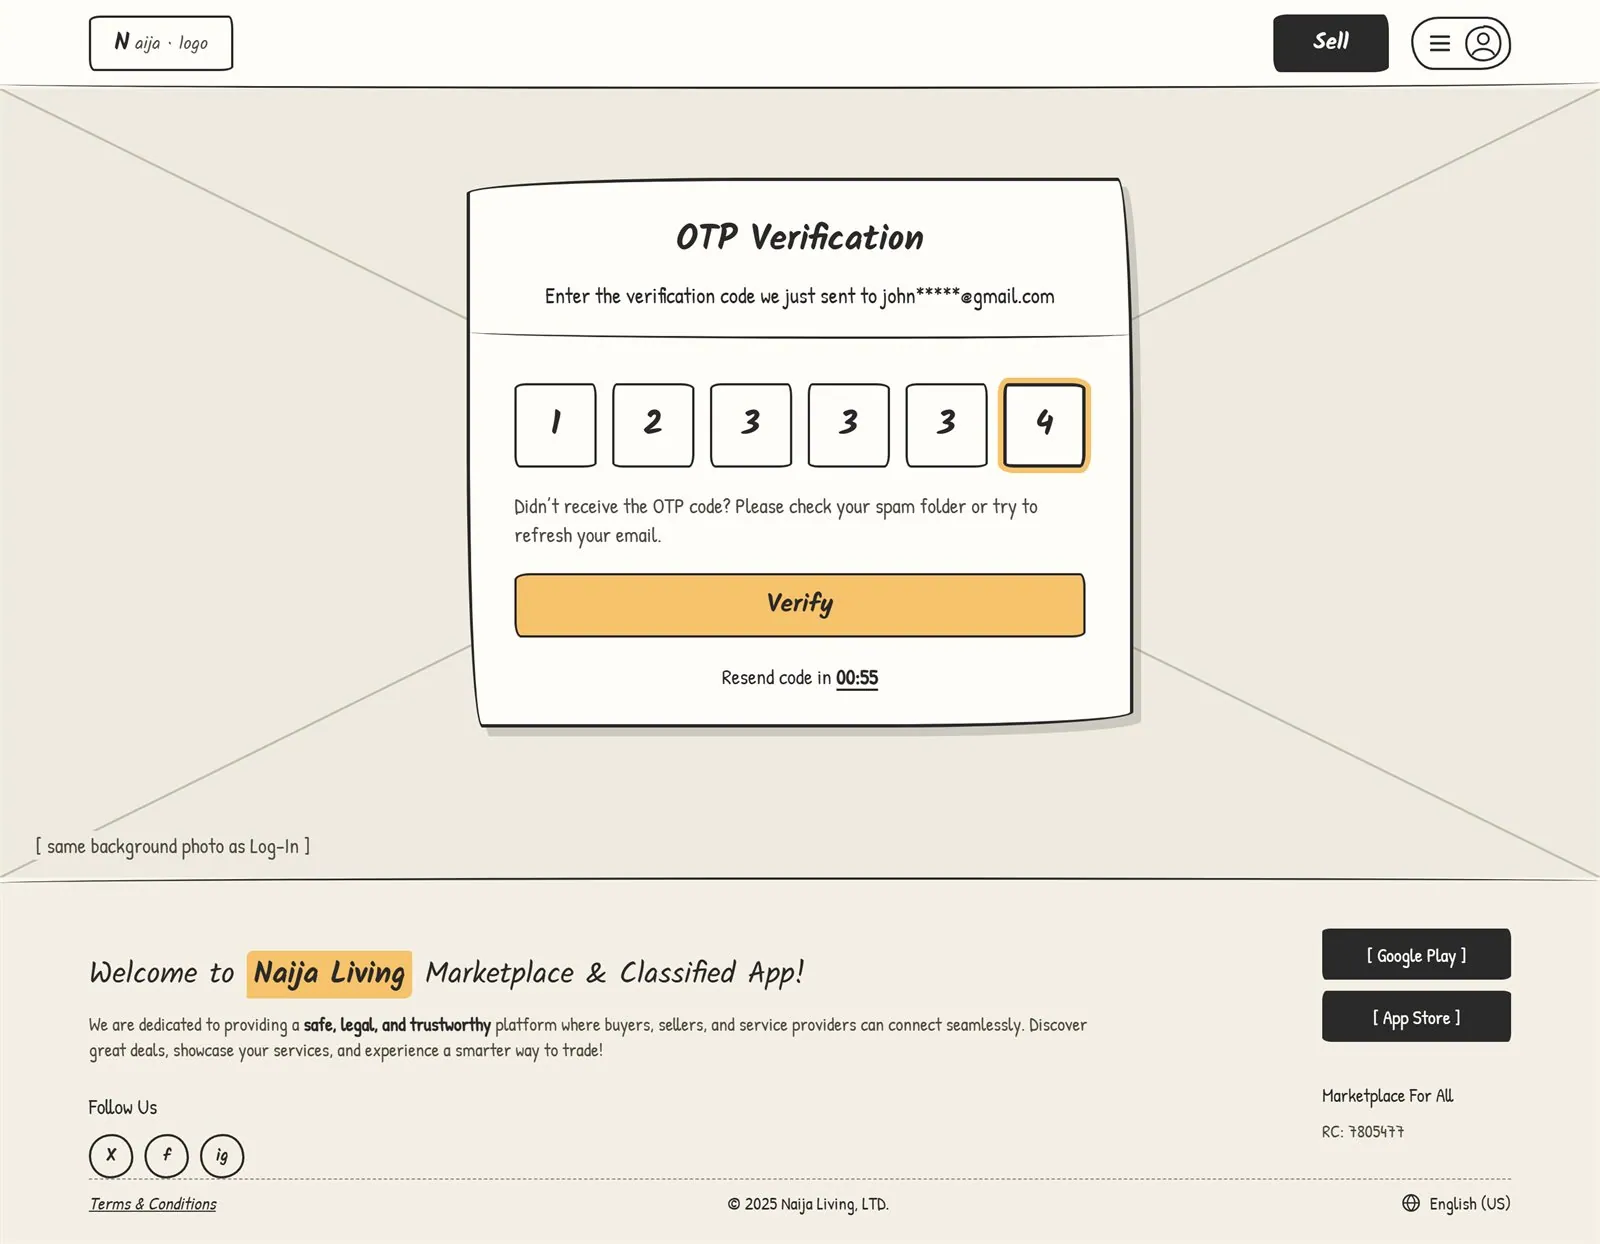 Naija · logo
Sell
OTP Verification
Enter the verification code we just sent to john*****@gmail.com
1 2 3 3 3 4
Didn't receive the OTP code? Please check your spam folder or try to
refresh your email.
Verify
Resend code in 00:55
[ same background photo as Log-In ]
Welcome to Naija Living Marketplace & Classified App!
We are dedicated to providing a safe, legal, and trustworthy platform where buyers, sellers, and service providers can connect seamlessly. Discover
great deals, showcase your services, and experience a smarter way to trade!
Follow Us
X f ig
[ Google Play ]
[ App Store ]
Marketplace For All
RC: 7805477
Terms & Conditions
© 2025 Naija Living, LTD.
English (US)